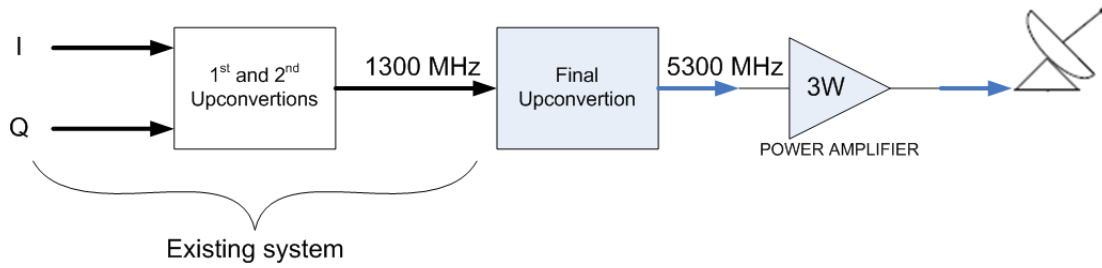 I
Q
1st and 2nd
Upconvertions
1300 MHz
Final
Upconvertion
5300 MHz
3W
POWER AMPLIFIER
Existing system